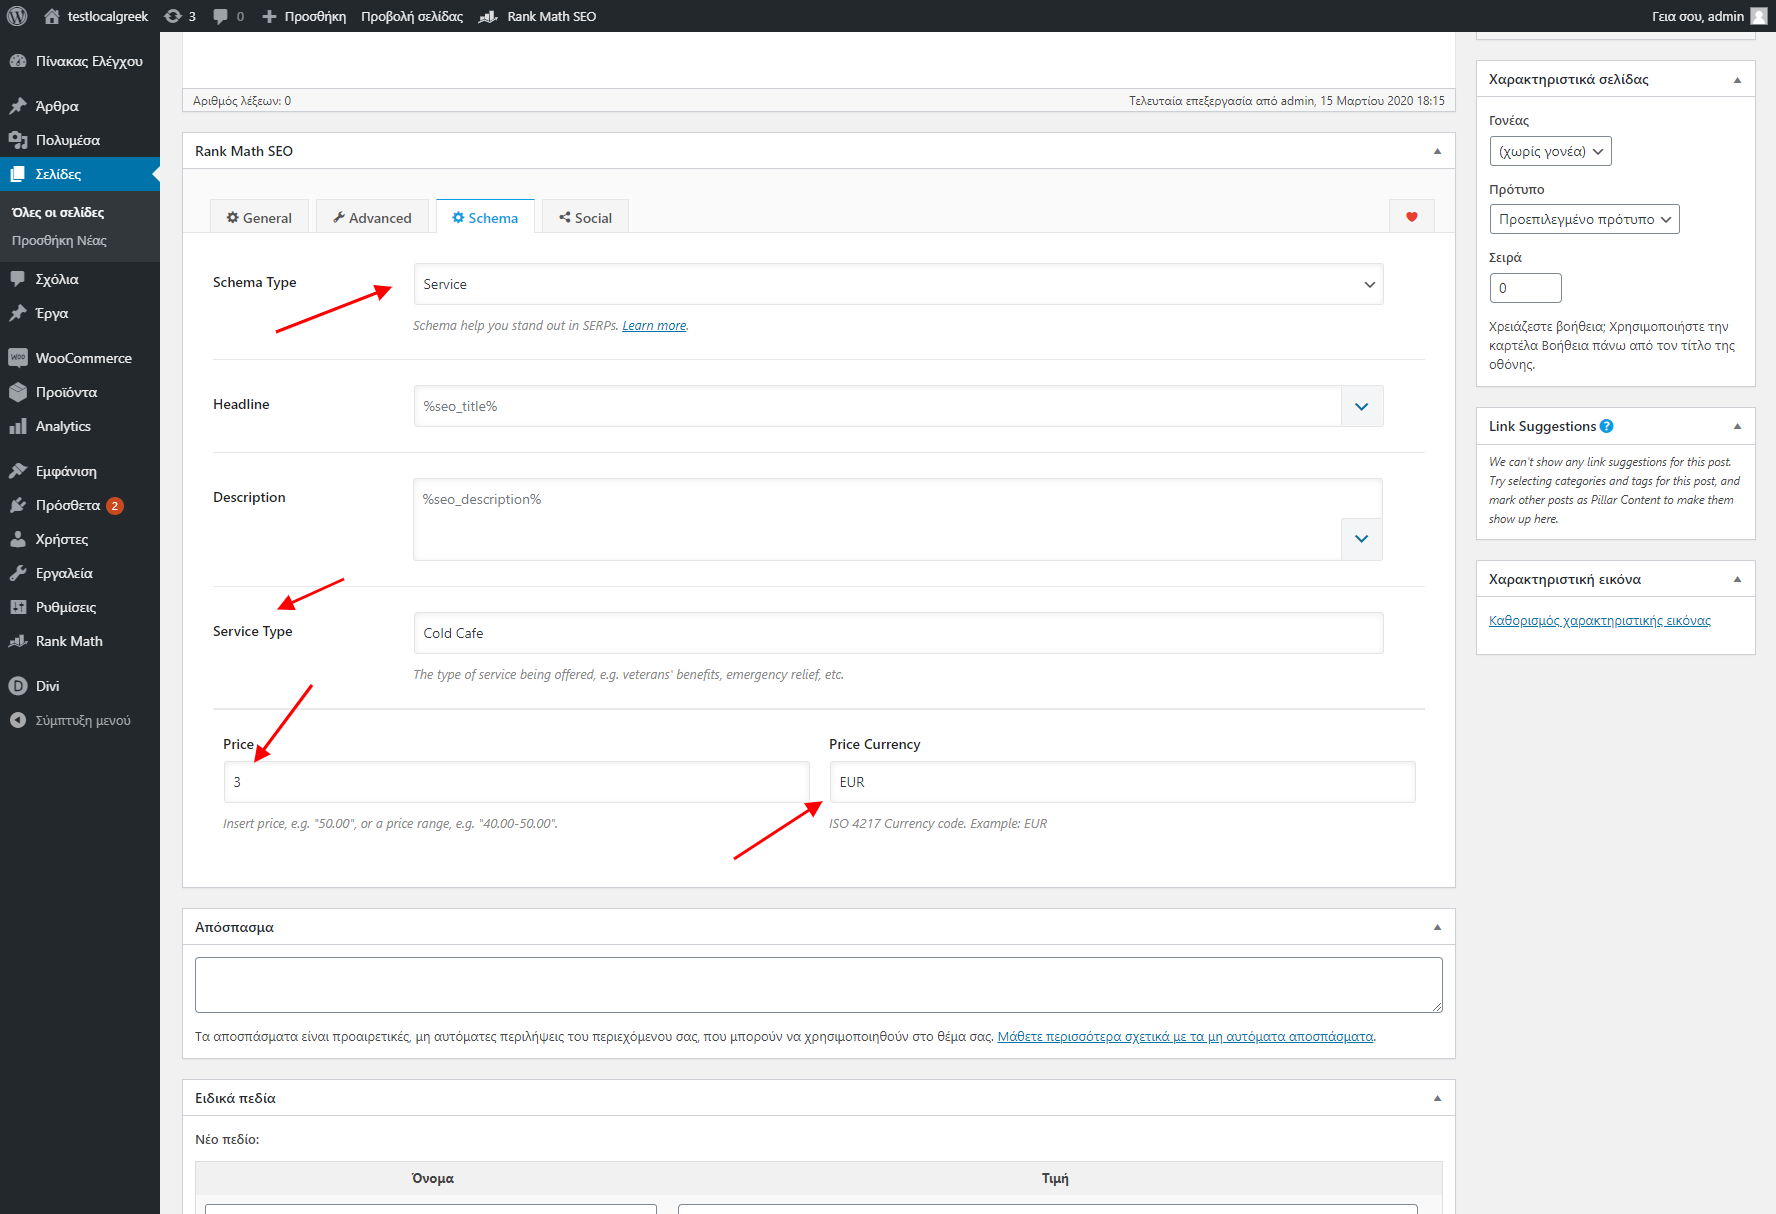 testlocalgreek 3 0 Προσθήκη Προβολή σελίδας Rank Math SEO Γεια σου, admin
Πίνακας Ελέγχου
Άρθρα
Πολυμέσα
Σελίδες
Όλες οι σελίδες
Προσθήκη Νέας
Σχόλια
Έργα
WooCommerce
Προϊόντα
Analytics
Εμφάνιση
Πρόσθετα 2
Χρήστες
Εργαλεία
Ρυθμίσεις
Rank Math
Divi
Σύμπτυξη μενού
Αριθμός λέξεων: 0 Τελευταία επεξεργασία από admin, 15 Μαρτίου 2020 18:15
Rank Math SEO
General Advanced Schema Social
Schema Type Service
Schema help you stand out in SERPs. Learn more.
Headline %seo_title%
Description %seo_description%
Service Type Cold Cafe
The type of service being offered, e.g. veterans' benefits, emergency relief, etc.
Price Price Currency
3 EUR
Insert price, e.g. "50.00", or a price range, e.g. "40.00-50.00". ISO 4217 Currency code. Example: EUR
Απόσπασμα
Τα αποσπάσματα είναι προαιρετικές, μη αυτόματες περιλήψεις του περιεχόμενου σας, που μπορούν να χρησιμοποιηθούν στο θέμα σας. Μάθετε περισσότερα σχετικά με τα μη αυτόματα αποσπάσματα.
Ειδικά πεδία
Νέο πεδίο:
Όνομα Τιμή
Χαρακτηριστικά σελίδας
Γονέας
(χωρίς γονέα)
Πρότυπο
Προεπιλεγμένο πρότυπο
Σειρά
0
Χρειάζεστε βοήθεια; Χρησιμοποιήστε την
καρτέλα Βοήθεια πάνω από τον τίτλο της
οθόνης.
Link Suggestions ?
We can't show any link suggestions for this post.
Try selecting categories and tags for this post, and
mark other posts as Pillar Content to make them
show up here.
Χαρακτηριστική εικόνα
Καθορισμός χαρακτηριστικής εικόνας